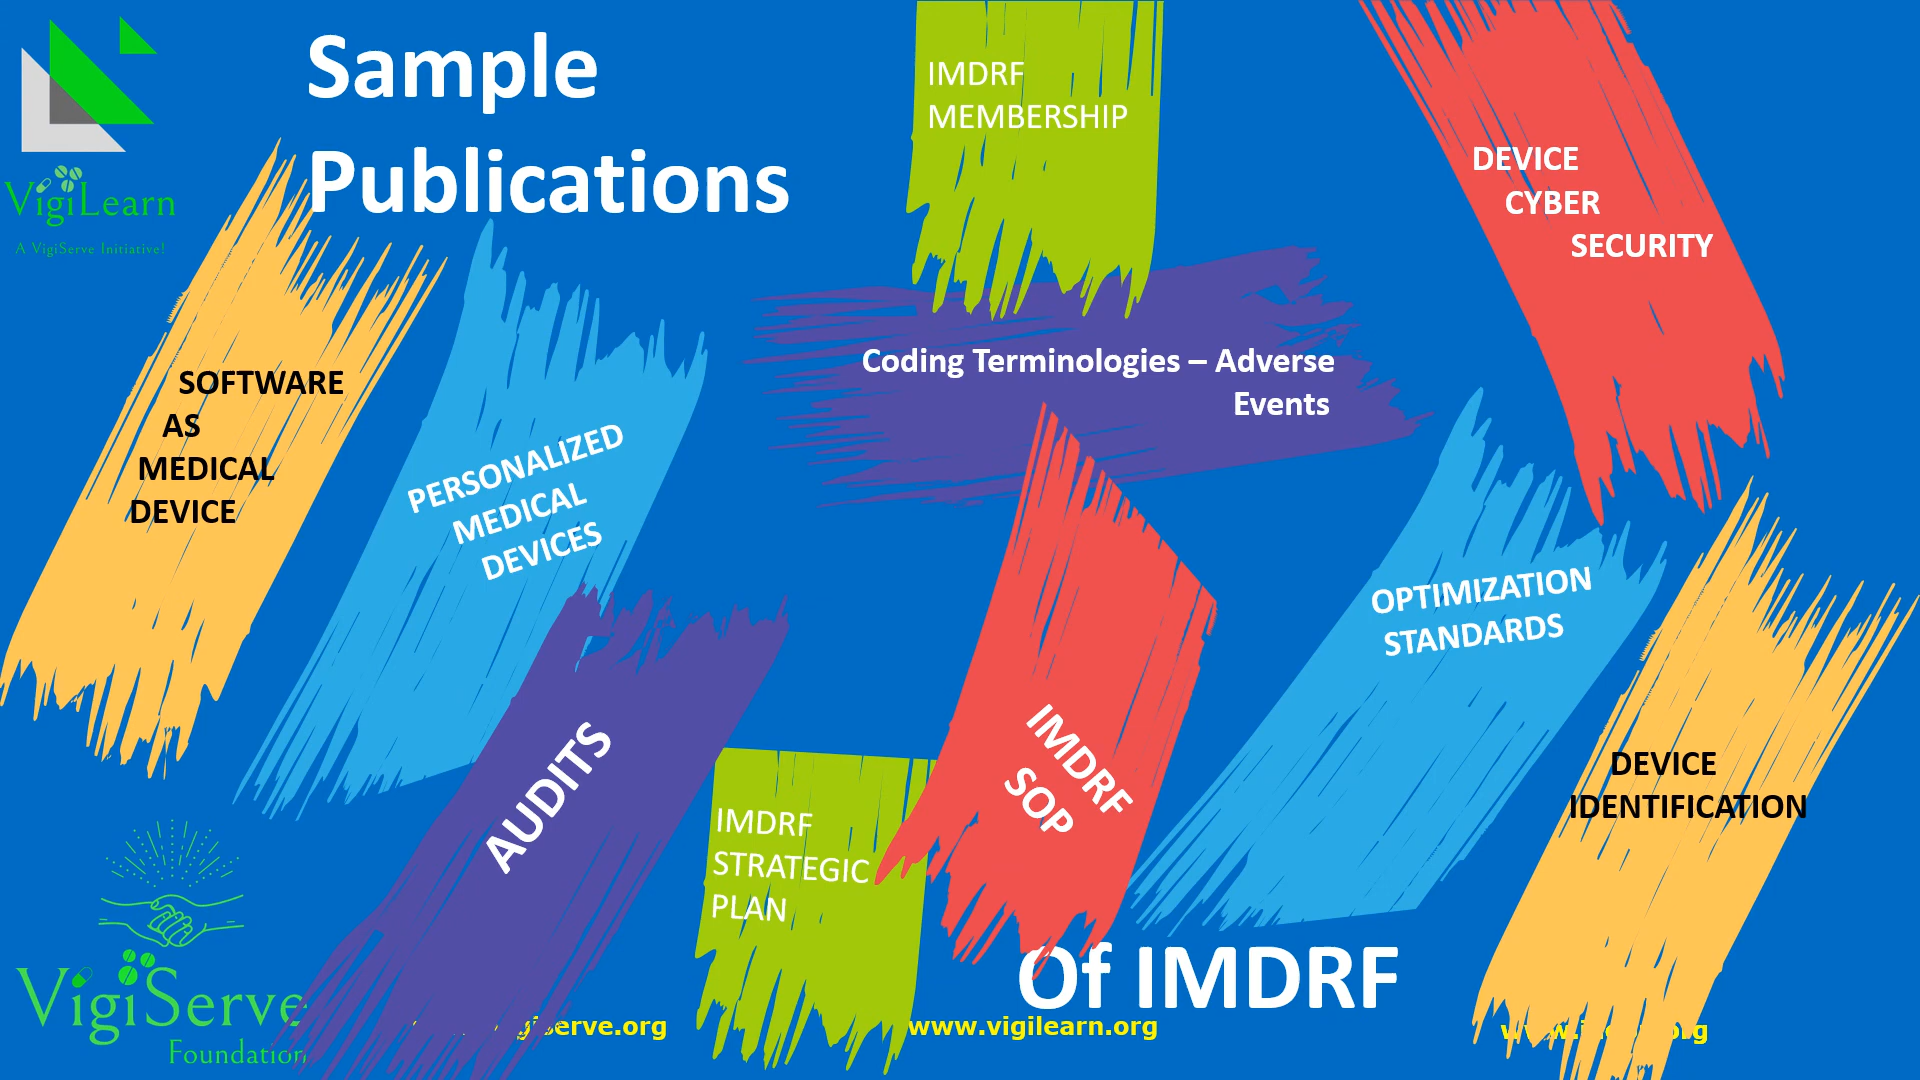 Sample
Publications
VigiLearn
A VigiServe Initiative!
IMDRF
MEMBERSHIP
DEVICE
CYBER
SECURITY
Coding Terminologies – Adverse
Events
SOFTWARE
AS
MEDICAL
DEVICE
PERSONALIZED
MEDICAL
DEVICES
OPTIMIZATION
STANDARDS
AUDITS
IMDRF
SOP
DEVICE
IDENTIFICATION
IMDRF
STRATEGIC
PLAN
Of IMDRF
VigiServe
Foundation
www.vigilearn.org